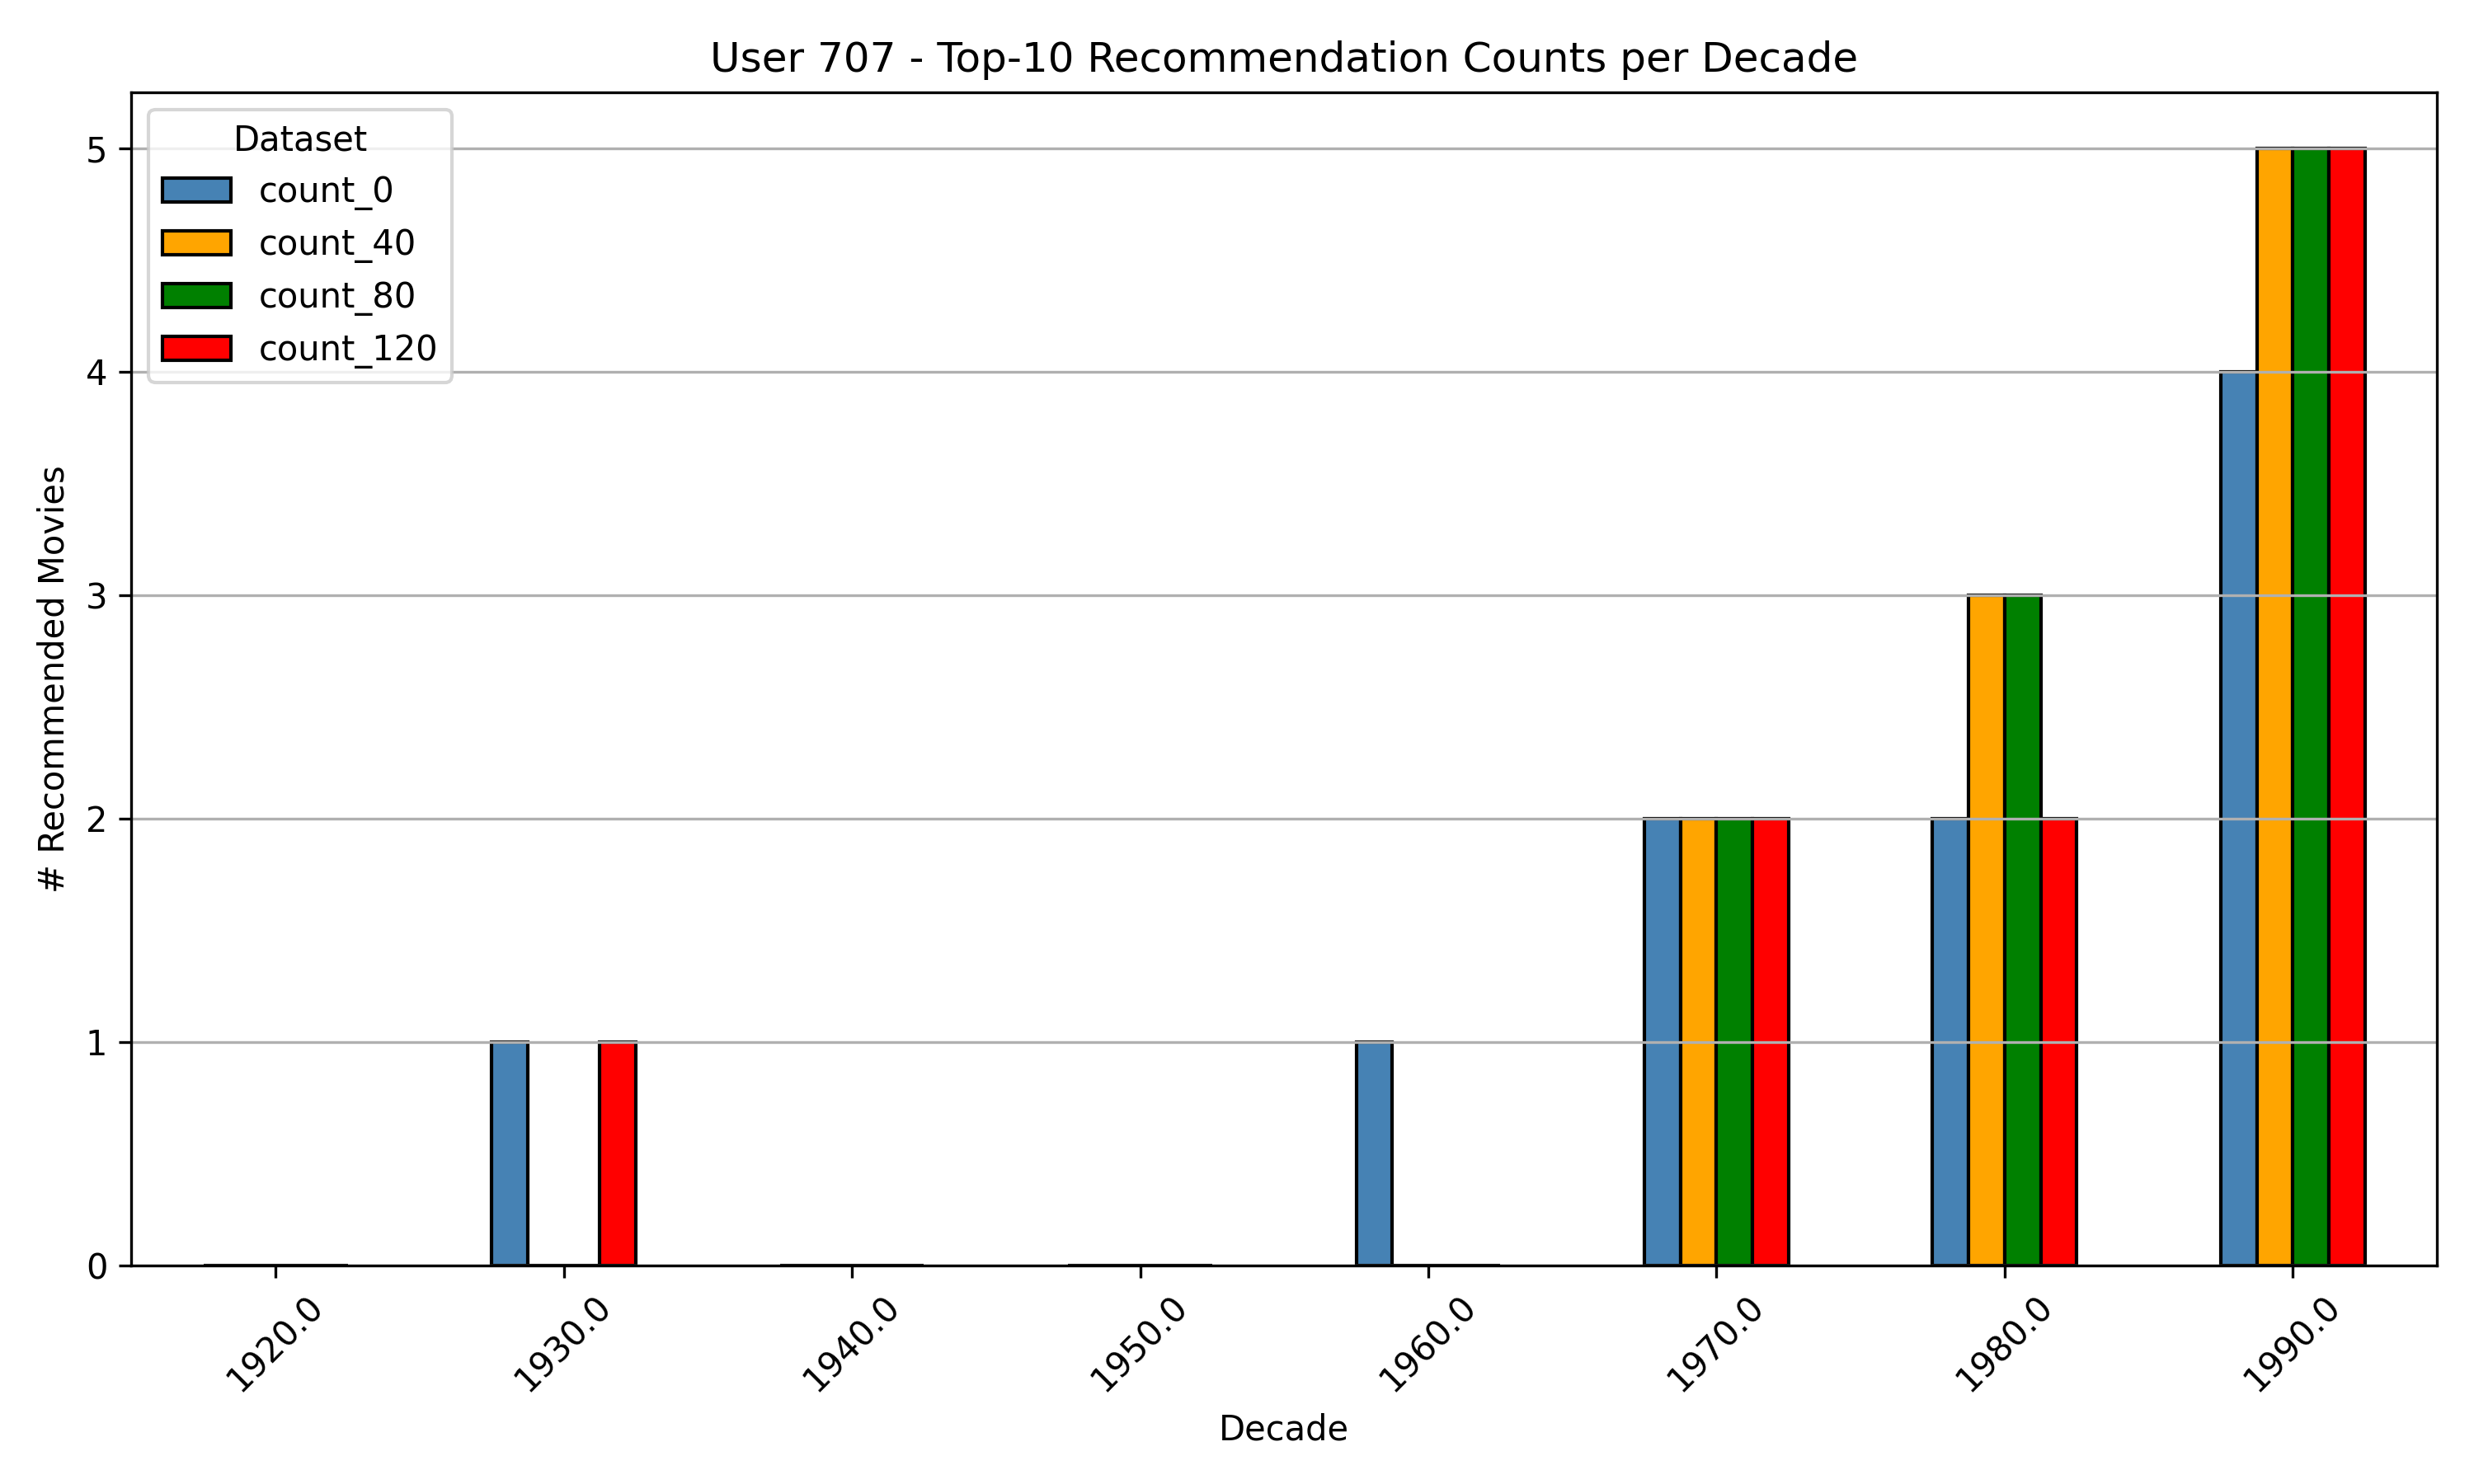 User 707 - Top-10 Recommendation Counts per Decade
Dataset
count_0
count_40
count_80
count_120
# Recommended Movies
5
4
3
2
1
0
1920.0
1930.0
1940.0
1950.0
1960.0
1970.0
1980.0
1990.0
Decade